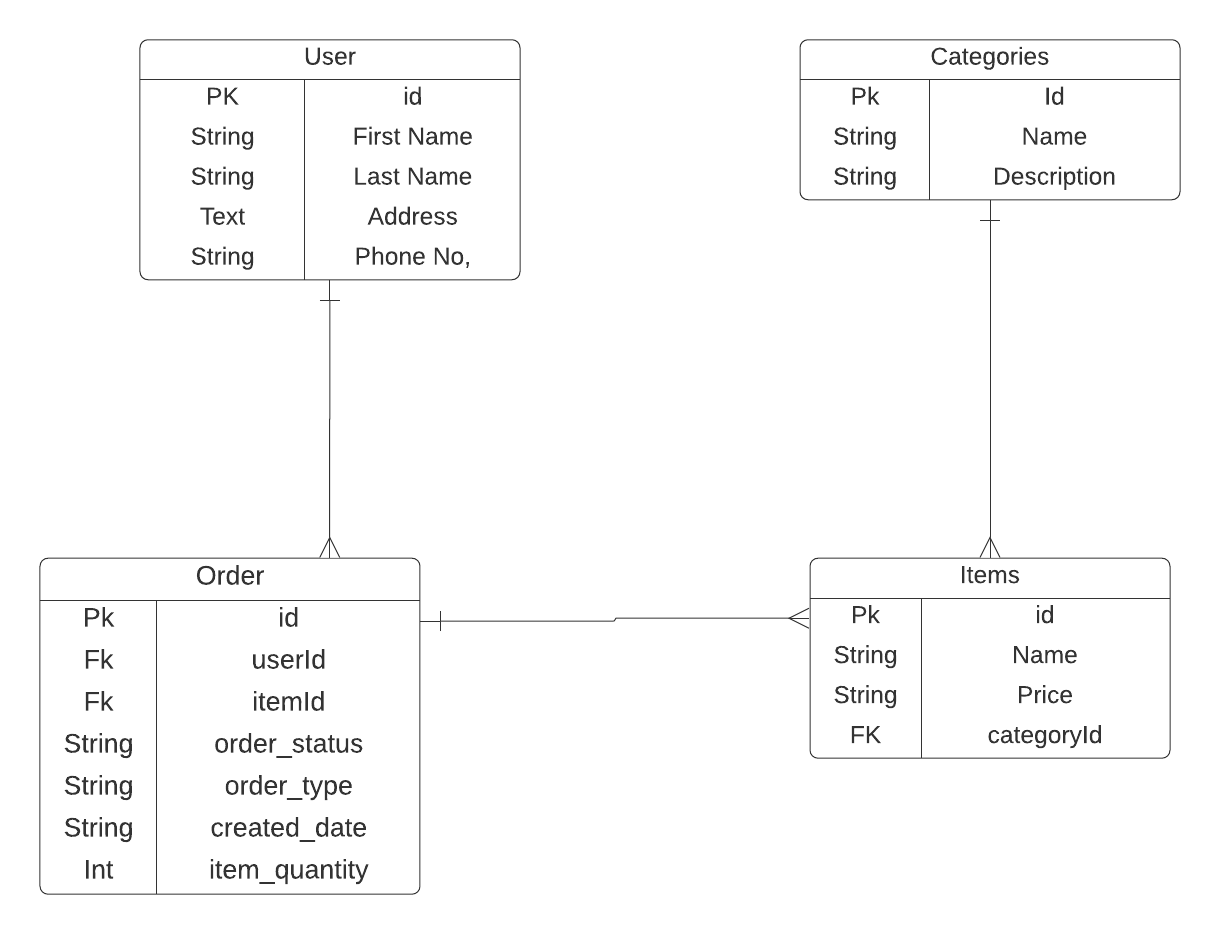 User
PK id
String First Name
String Last Name
Text Address
String Phone No,
Categories
Pk Id
String Name
String Description
Order
Pk id
Fk userId
Fk itemId
String order_status
String order_type
String created_date
Int item_quantity
Items
Pk id
String Name
String Price
FK categoryId